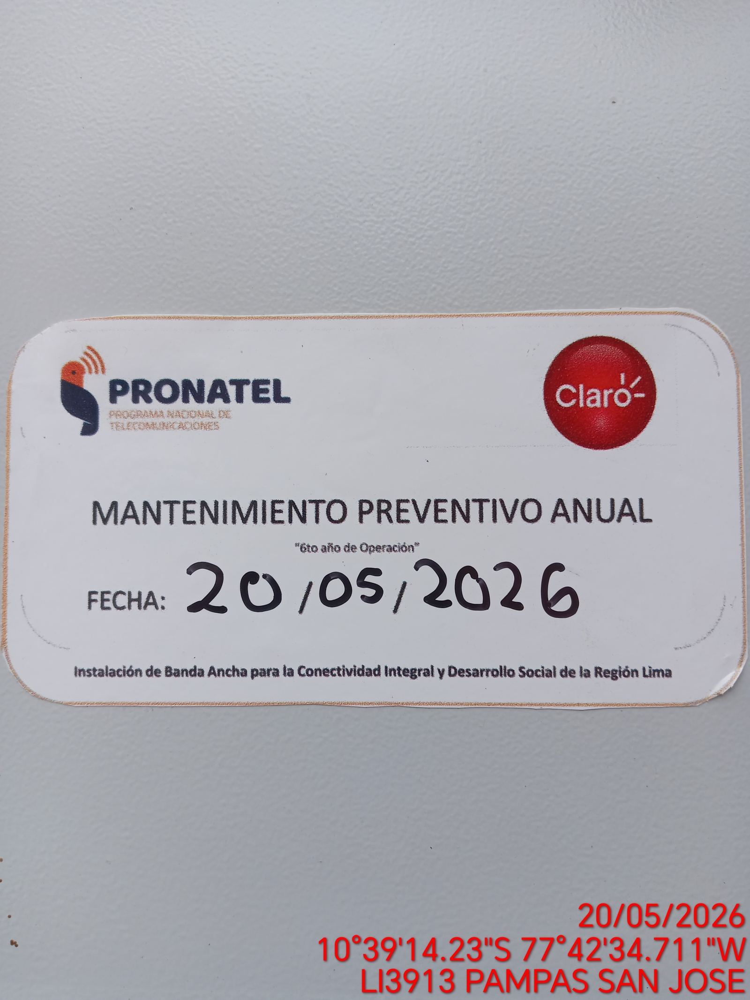 PRONATEL
PROGRAMA NACIONAL DE
TELECOMUNICACIONES
Claro
MANTENIMIENTO PREVENTIVO ANUAL
"6to año de Operación"
FECHA: 20/05/2026
Instalación de Banda Ancha para la Conectividad Integral y Desarrollo Social de la Región Lima
20/05/2026
10°39'14.23"S 77°42'34.711"W
LI3913 PAMPAS SAN JOSE